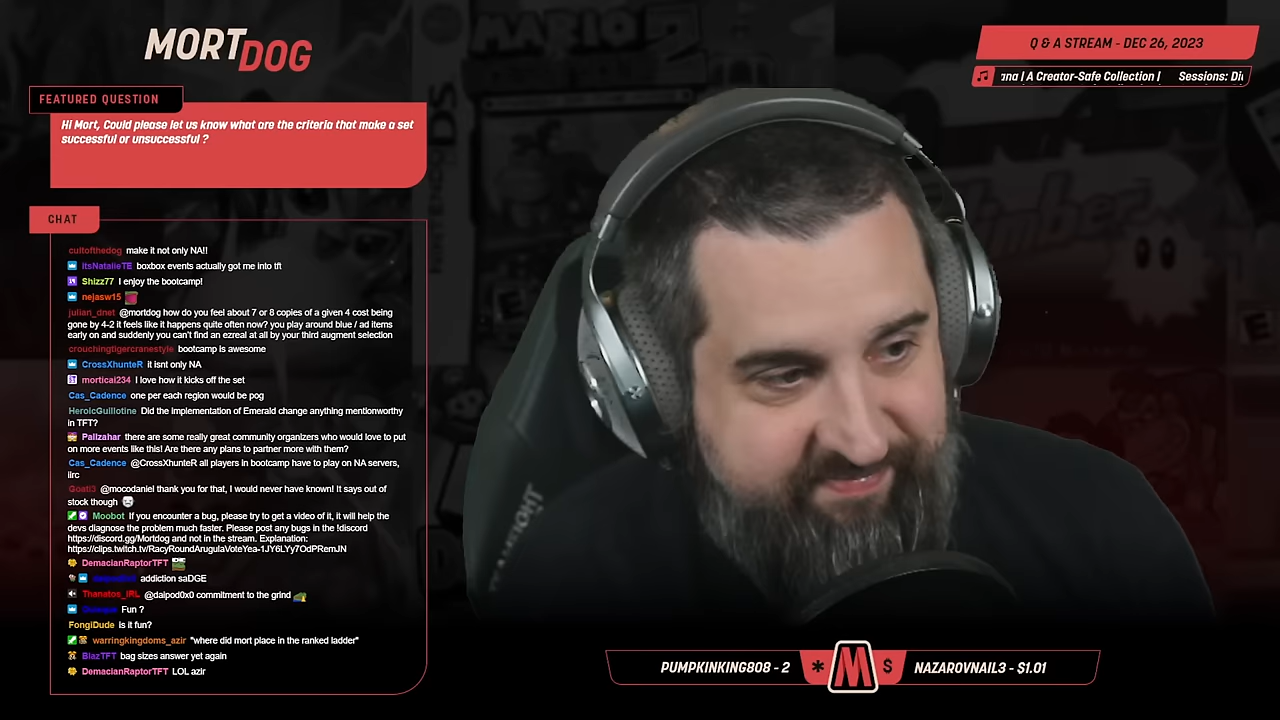 MORTDOG
Q & A STREAM - DEC 26, 2023
ana | A Creator-Safe Collection |
Sessions:
FEATURED QUESTION
Hi Mort, Could please let us know what are the criteria that make a set
successful or unsuccessful ?
CHAT
cultofthedog make it not only NA!!
ItsNatalieTE boxbox events actually got me into tft
Shizz77 I enjoy the bootcamp!
nejasw15
julian_dnet @mortdog how do you feel about 7 or 8 copies of a given 4 cost being
gone by 4-2 it feels like it happens quite often now? you play around blue / ad items
early on and suddenly you can't find an ezreal at all by your third augment selection
crouchingtigercranestyle bootcamp is awesome
CrossXhunteR it isnt only NA
morticai234 I love how it kicks off the set
Cas_Cadence one per each region would be pog
HeroicGuillotine Did the implementation of Emerald change anything mentionworthy
in TFT?
Pallzahar there are some really great community organizers who would love to put
on more events like this! Are there any plans to partner more with them?
Cas_Cadence @CrossXhunteR all players in bootcamp have to play on NA servers,
iirc
Goati3 @mocodaniel thank you for that, I would never have known! It says out of
stock though
Moobot If you encounter a bug, please try to get a video of it, it will help the
devs diagnose the problem much faster. Please post any bugs in the !discord
https://discord.gg/Mortdog and not in the stream. Explanation:
https://clips.twitch.tv/RacyRoundArugulaVoteYea-1JY6LYy7OdPRemJN
DemacianRaptorTFT
addiction saDGE
Thanatos_IRL @daipod0x0 commitment to the grind
Fun ?
FongiDude is it fun?
warringkingdoms_azir "where did mort place in the ranked ladder"
BlazTFT bag sizes answer yet again
DemacianRaptorTFT LOL azir
PUMPKINKING808 - 2
* M $
NAZAROVNAIL3 - $1.01